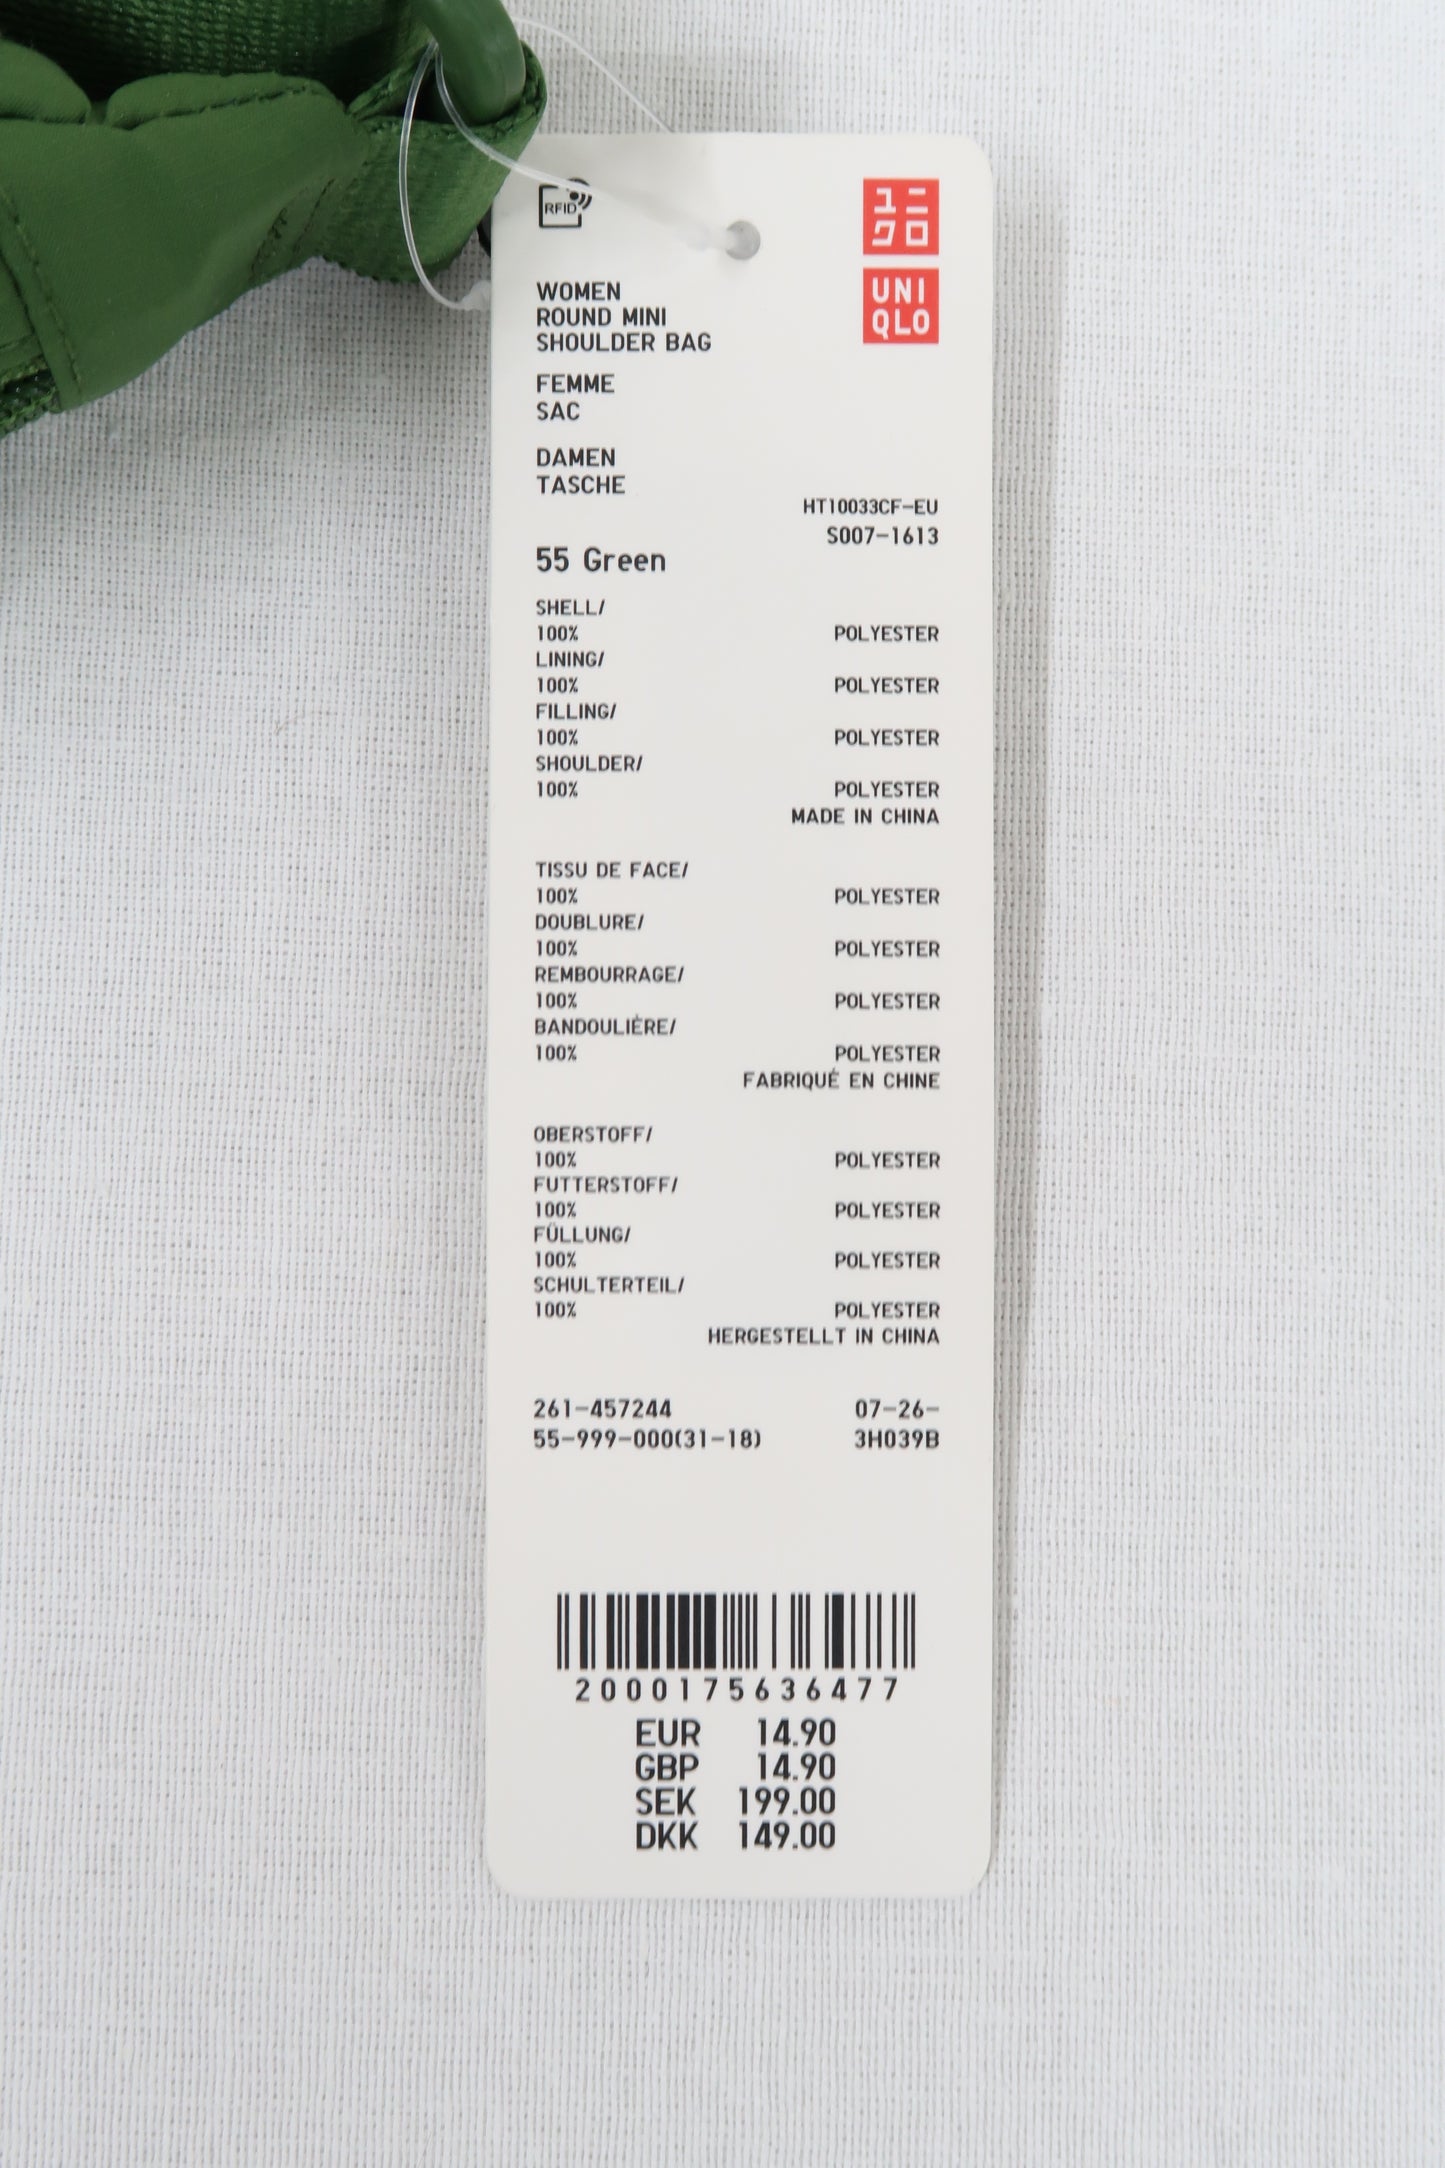 RFID
ユニ
クロ
UNI
QLO
WOMEN
ROUND MINI
SHOULDER BAG
FEMME
SAC
DAMEN
TASCHE
HT10033CF-EU
S007-1613
55 Green
SHELL/
100% POLYESTER
LINING/
100% POLYESTER
FILLING/
100% POLYESTER
SHOULDER/
100% POLYESTER
MADE IN CHINA
TISSU DE FACE/
100% POLYESTER
DOUBLURE/
100% POLYESTER
REMBOURRAGE/
100% POLYESTER
BANDOULIÈRE/
100% POLYESTER
FABRIQUÉ EN CHINE
OBERSTOFF/
100% POLYESTER
FUTTERSTOFF/
100% POLYESTER
FÜLLUNG/
100% POLYESTER
SCHULTERTEIL/
100% POLYESTER
HERGESTELLT IN CHINA
261-457244 07-26-
55-999-000(31-18) 3H039B
2000175636477
EUR 14.90
GBP 14.90
SEK 199.00
DKK 149.00